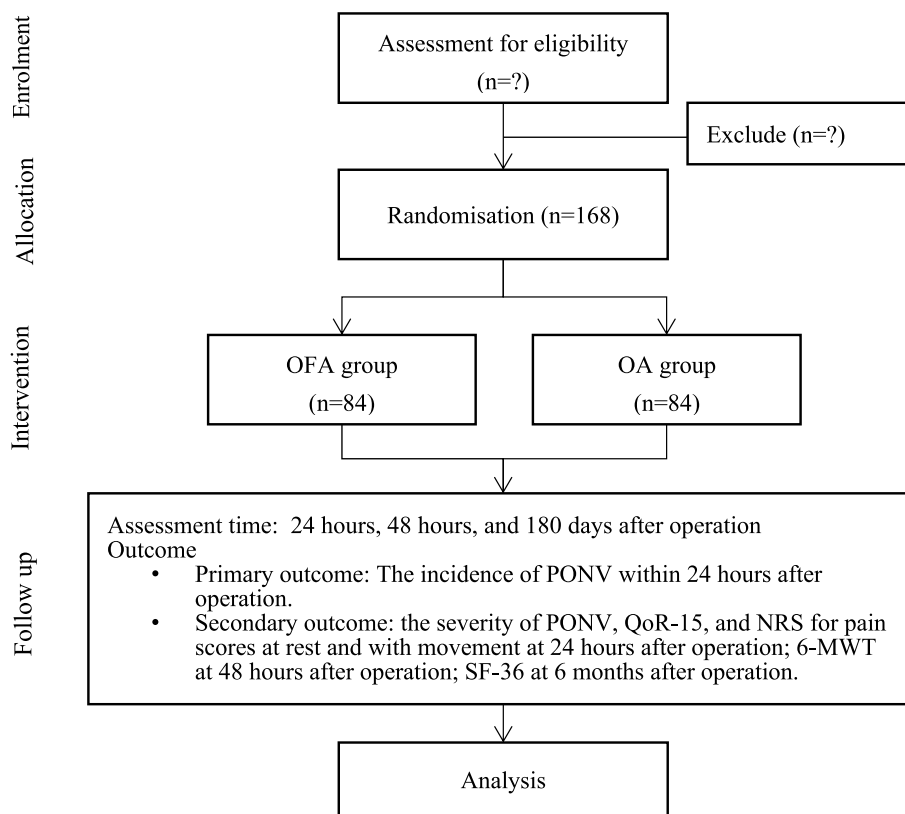 Enrolment
Assessment for eligibility
(n=?)
Exclude (n=?)
Allocation
Randomisation (n=168)
Intervention
OFA group
(n=84)
OA group
(n=84)
Follow up
Assessment time:  24 hours, 48 hours, and 180 days after operation
Outcome
• Primary outcome: The incidence of PONV within 24 hours after
operation.
• Secondary outcome: the severity of PONV, QoR-15, and NRS for pain
scores at rest and with movement at 24 hours after operation; 6-MWT
at 48 hours after operation; SF-36 at 6 months after operation.
Analysis